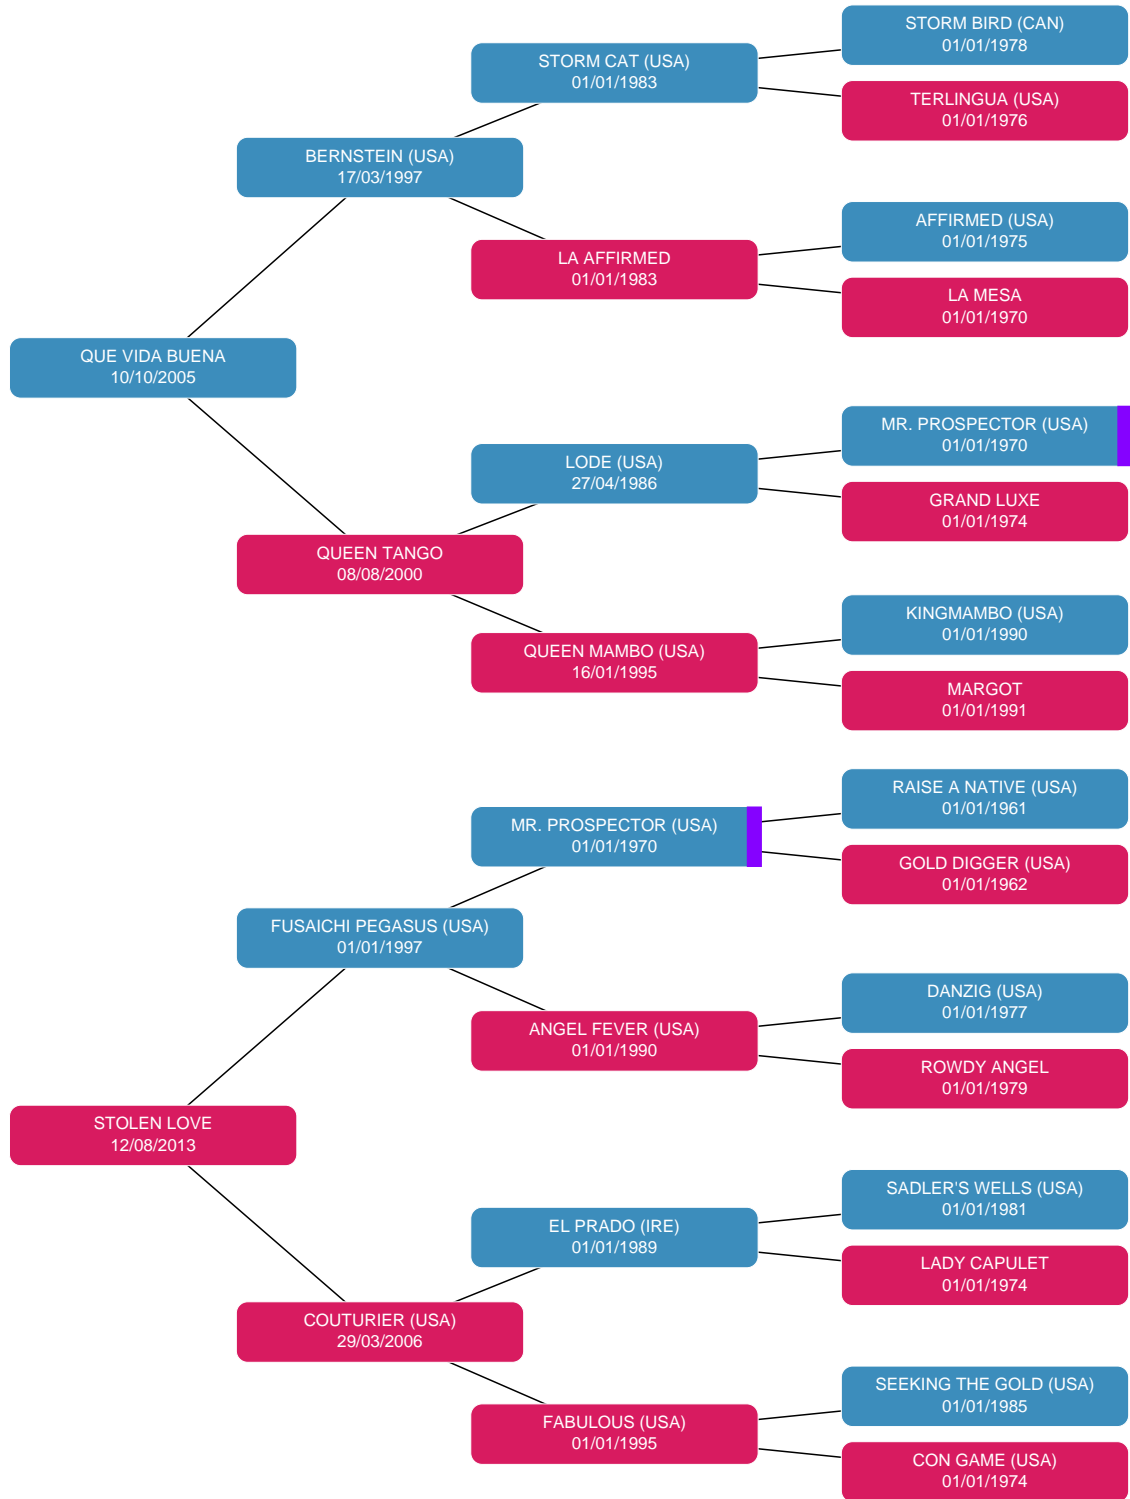 STORM BIRD (CAN)
01/01/1978
STORM CAT (USA)
01/01/1983
TERLINGUA (USA)
01/01/1976
BERNSTEIN (USA)
17/03/1997
AFFIRMED (USA)
01/01/1975
LA AFFIRMED
01/01/1983
LA MESA
01/01/1970
QUE VIDA BUENA
10/10/2005
MR. PROSPECTOR (USA)
01/01/1970
LODE (USA)
27/04/1986
GRAND LUXE
01/01/1974
QUEEN TANGO
08/08/2000
KINGMAMBO (USA)
01/01/1990
QUEEN MAMBO (USA)
16/01/1995
MARGOT
01/01/1991
RAISE A NATIVE (USA)
01/01/1961
MR. PROSPECTOR (USA)
01/01/1970
GOLD DIGGER (USA)
01/01/1962
FUSAICHI PEGASUS (USA)
01/01/1997
DANZIG (USA)
01/01/1977
ANGEL FEVER (USA)
01/01/1990
ROWDY ANGEL
01/01/1979
STOLEN LOVE
12/08/2013
SADLER'S WELLS (USA)
01/01/1981
EL PRADO (IRE)
01/01/1989
LADY CAPULET
01/01/1974
COUTURIER (USA)
29/03/2006
SEEKING THE GOLD (USA)
01/01/1985
FABULOUS (USA)
01/01/1995
CON GAME (USA)
01/01/1974